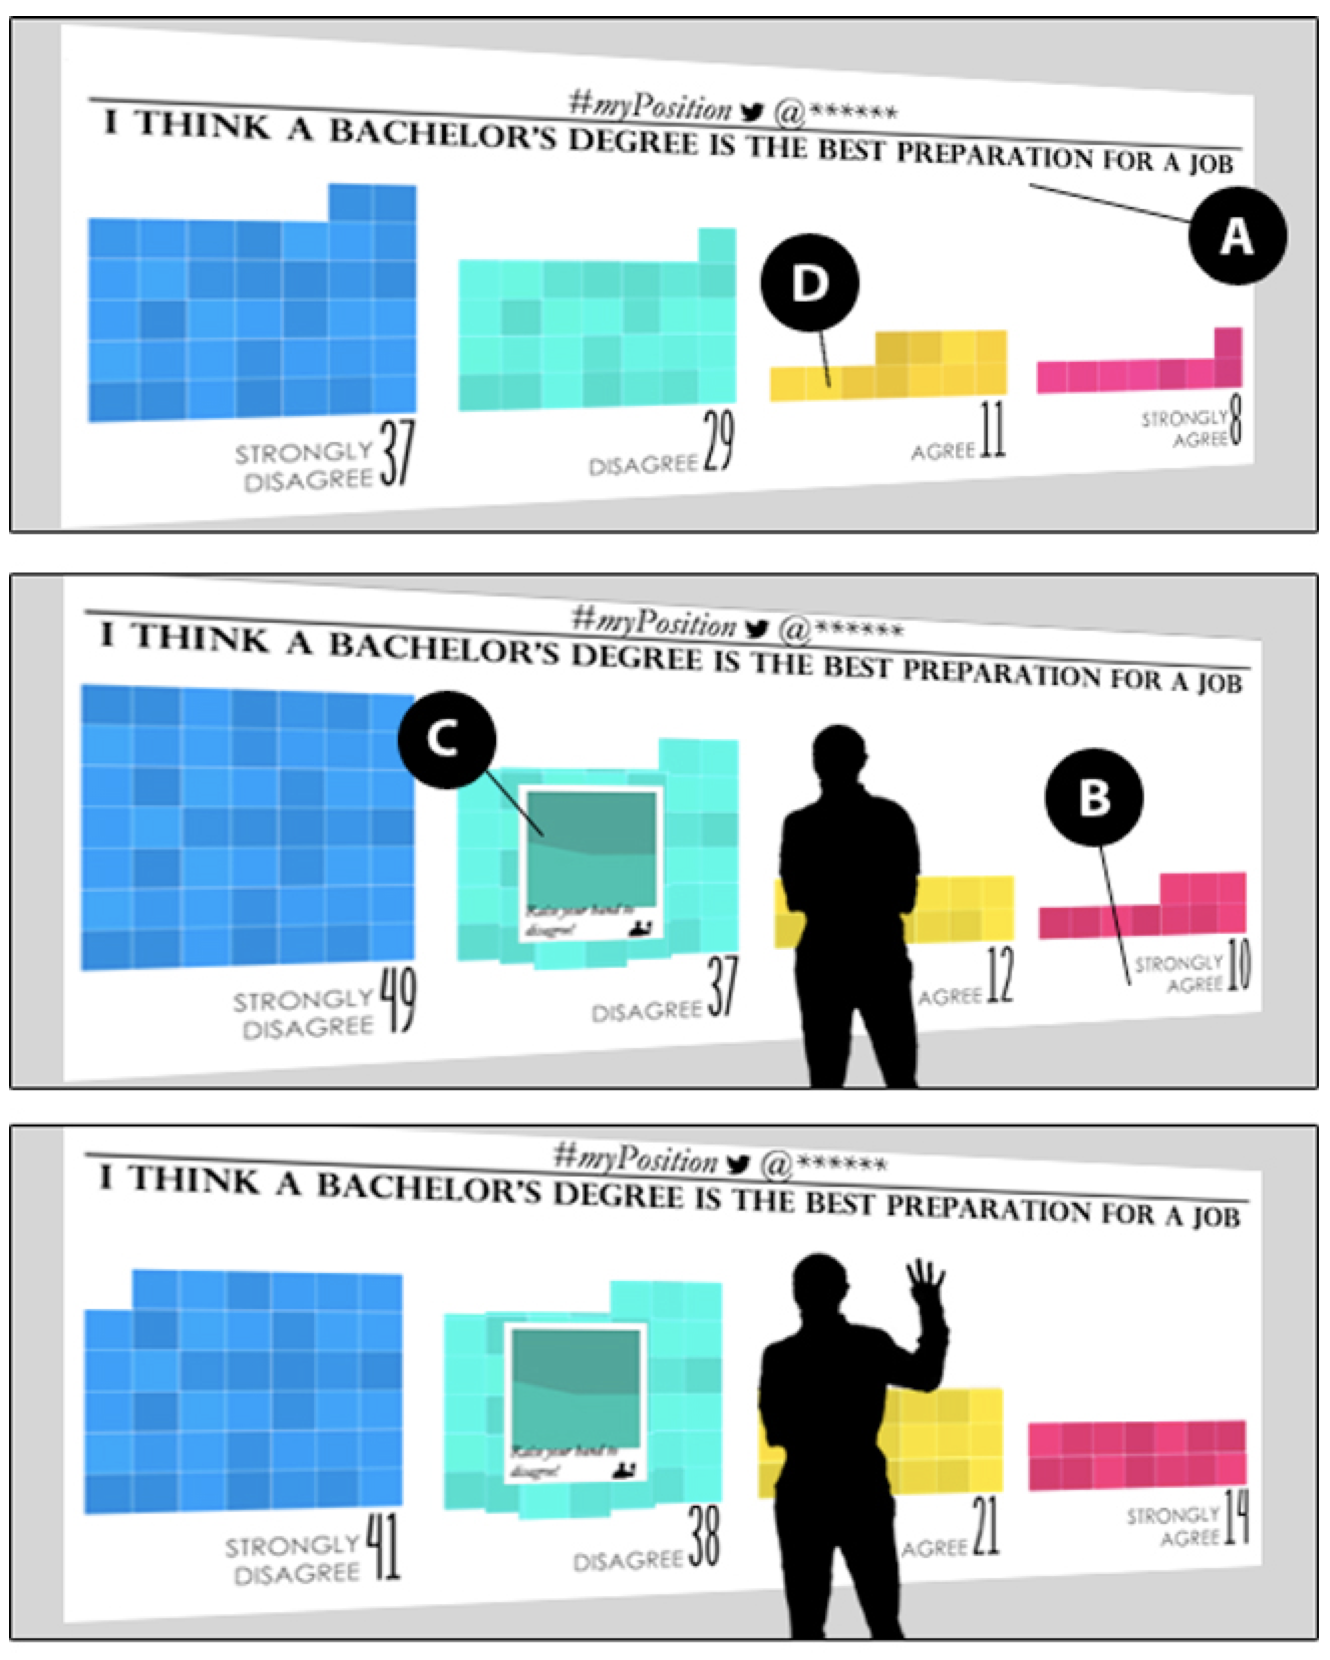 #myPosition @******
I THINK A BACHELOR'S DEGREE IS THE BEST PREPARATION FOR A JOB
A
D
STRONGLY DISAGREE 37
DISAGREE 29
AGREE 11
STRONGLY AGREE 8
#myPosition @******
I THINK A BACHELOR'S DEGREE IS THE BEST PREPARATION FOR A JOB
C
B
Raise your hand to
disagree!
STRONGLY DISAGREE 49
DISAGREE 37
AGREE 12
STRONGLY AGREE 10
#myPosition @******
I THINK A BACHELOR'S DEGREE IS THE BEST PREPARATION FOR A JOB
Raise your hand to
disagree!
STRONGLY DISAGREE 41
DISAGREE 38
AGREE 21
STRONGLY AGREE 14